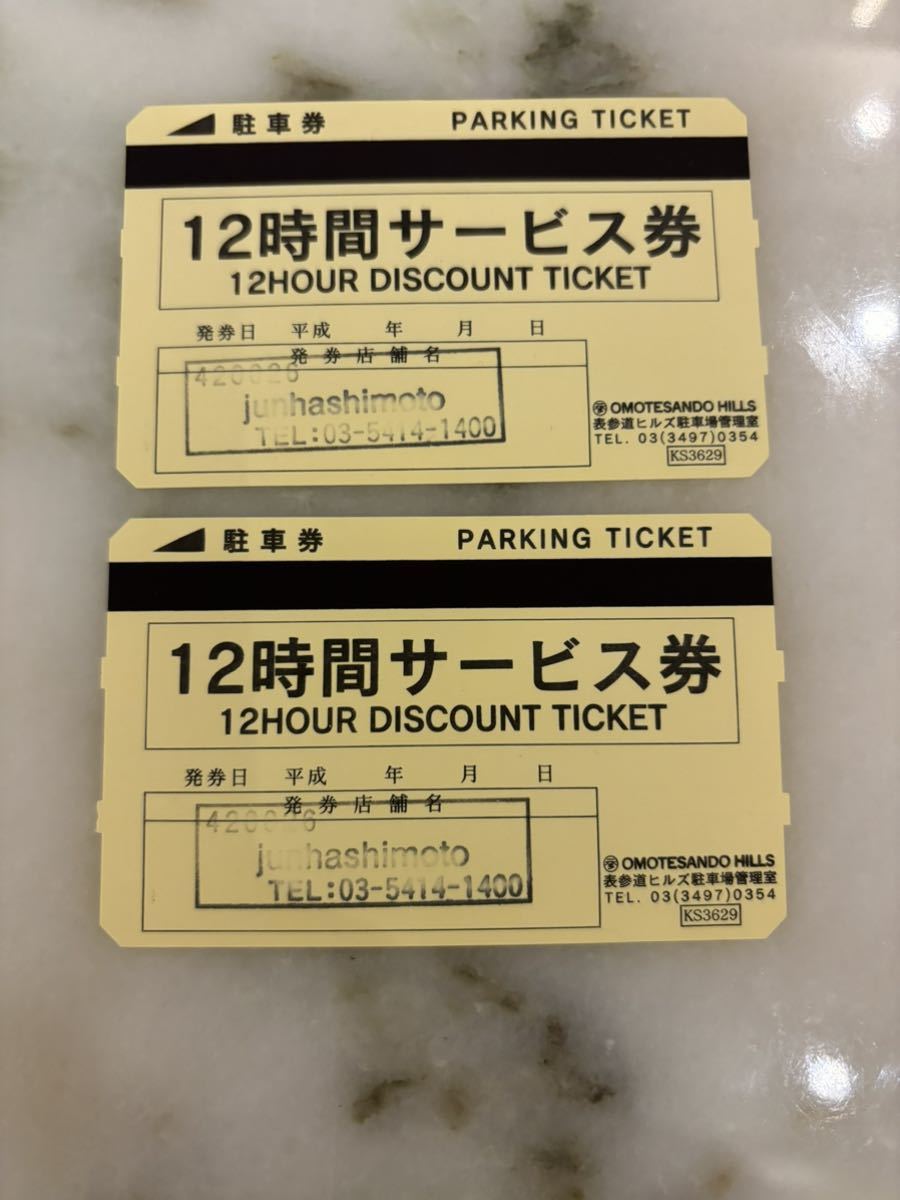 駐車券 PARKING TICKET
12時間サービス券
12HOUR DISCOUNT TICKET
発券日 平成 年 月 日
発券店舗名
420626
junhashimoto
TEL:03-5414-1400
OMOTESANDO HILLS
表参道ヒルズ駐車場管理室
TEL. 03(3497)0354
KS3629
駐車券 PARKING TICKET
12時間サービス券
12HOUR DISCOUNT TICKET
発券日 平成 年 月 日
発券店舗名
junhashimoto
TEL:03-5414-1400
OMOTESANDO HILLS
表参道ヒルズ駐車場管理室
TEL. 03(3497)0354
KS3629